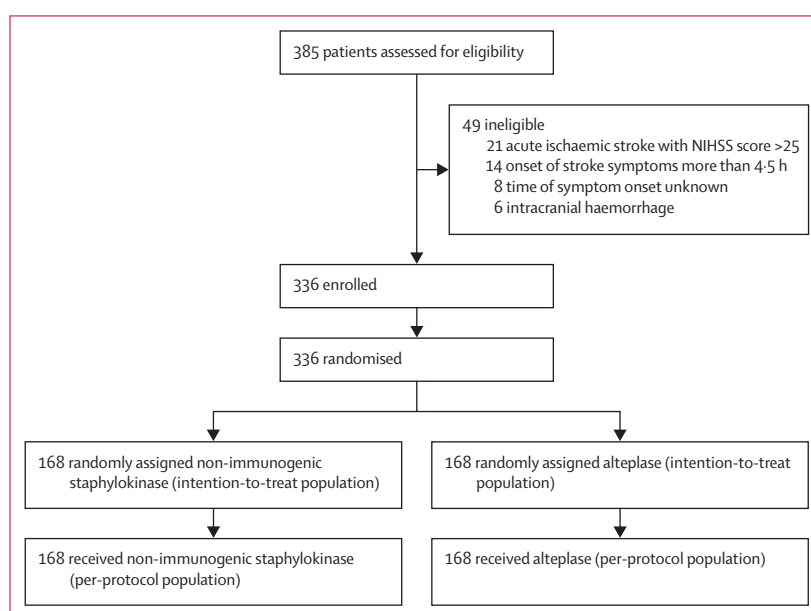 385 patients assessed for eligibility
49 ineligible
21 acute ischaemic stroke with NIHSS score >25
14 onset of stroke symptoms more than 4·5 h
8 time of symptom onset unknown
6 intracranial haemorrhage
336 enrolled
336 randomised
168 randomly assigned non-immunogenic
staphylokinase (intention-to-treat population)
168 randomly assigned alteplase (intention-to-treat
population)
168 received non-immunogenic staphylokinase
(per-protocol population)
168 received alteplase (per-protocol population)